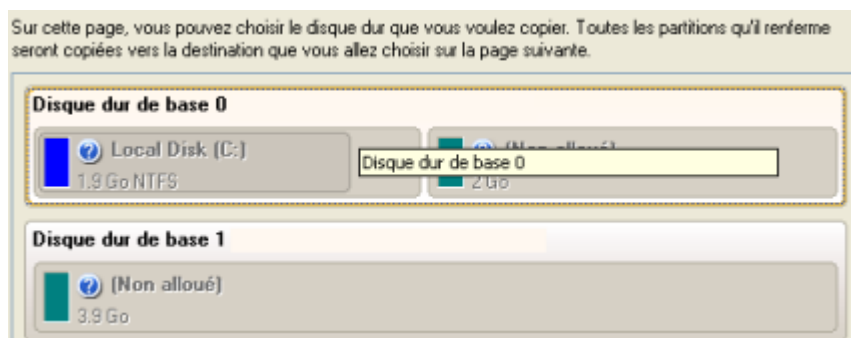 Sur cette page, vous pouvez choisir le disque dur que vous voulez copier. Toutes les partitions qu'il renferme
seront copiées vers la destination que vous allez choisir sur la page suivante.
Disque dur de base 0
Local Disk (C:)
1.9 Go NTFS
(Non alloué)
2 Go
Disque dur de base 0
Disque dur de base 1
(Non alloué)
3.9 Go